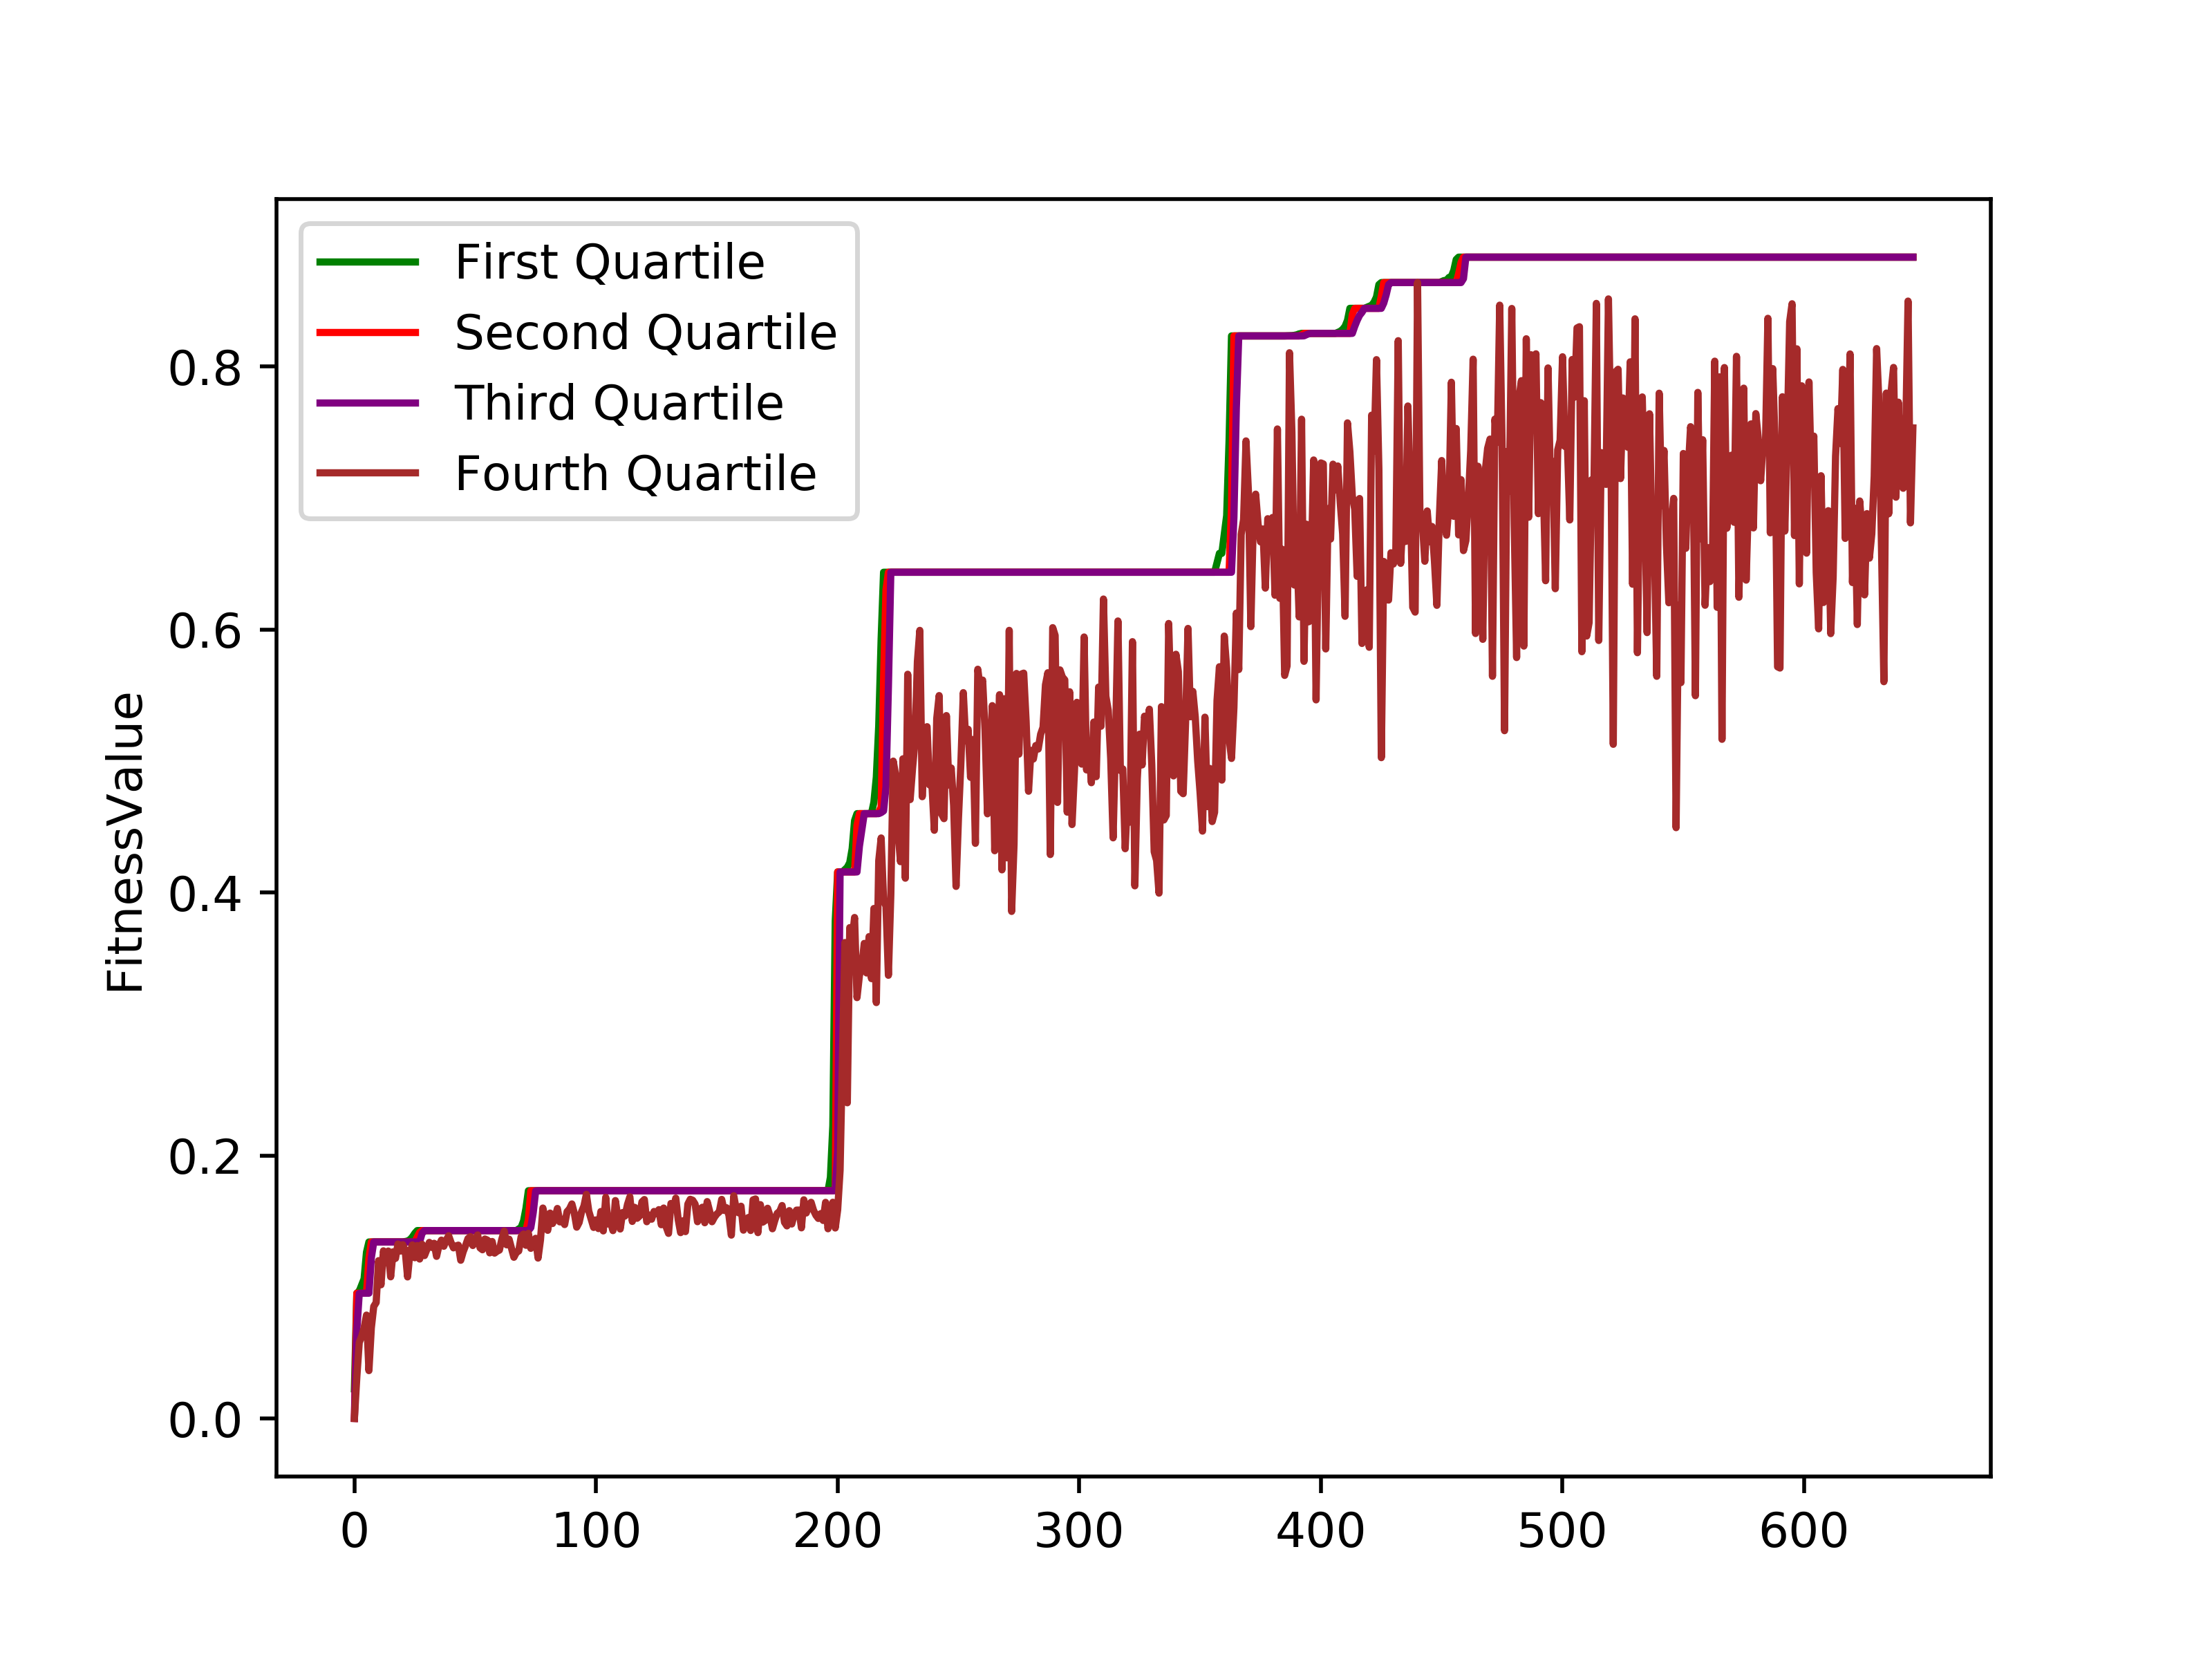 First Quartile
Second Quartile
Third Quartile
Fourth Quartile
FitnessValue
0.8
0.6
0.4
0.2
0.0
0 100 200 300 400 500 600